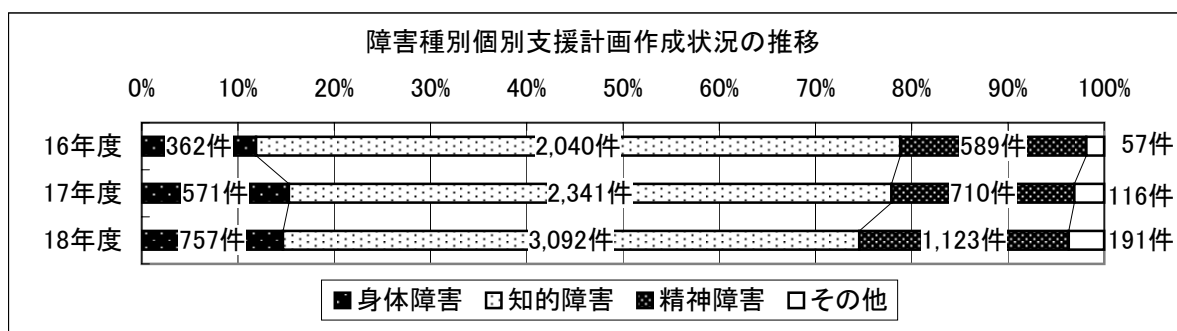 障害種別個別支援計画作成状況の推移
0% 10% 20% 30% 40% 50% 60% 70% 80% 90% 100%
16年度 362件 2,040件 589件 57件
17年度 571件 2,341件 710件 116件
18年度 757件 3,092件 1,123件 191件
身体障害 知的障害 精神障害 その他